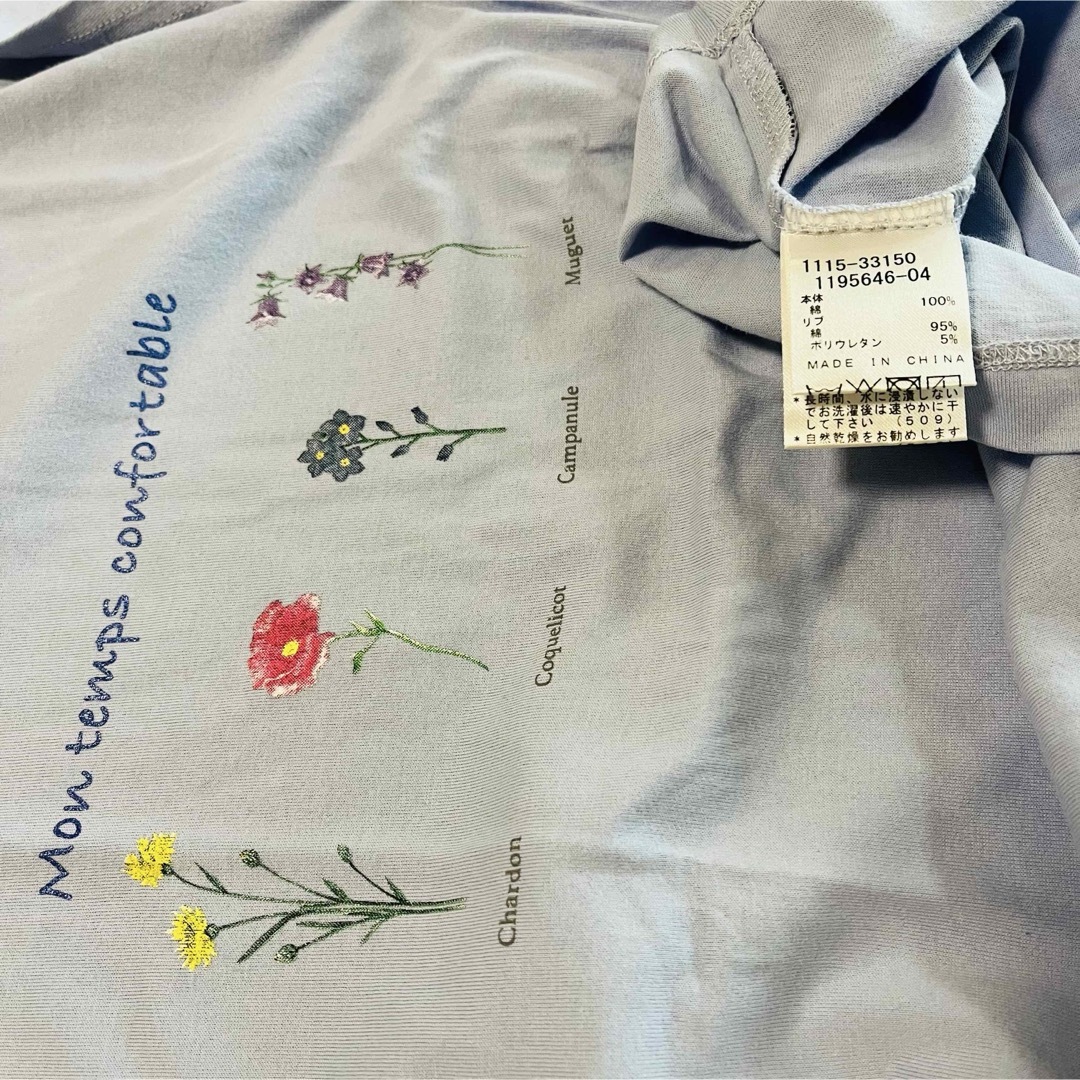 Mon temps confortable
Chardon
Coquelicot
Campanule
Muguet
1115-33150
1195646-04
本体
綿 100%
リブ
綿 95%
ポリウレタン 5%
MADE IN CHINA
*長時間、水に浸漬しない
でお洗濯後は速やかに干
して下さい (509)
*自然乾燥をお勧めします